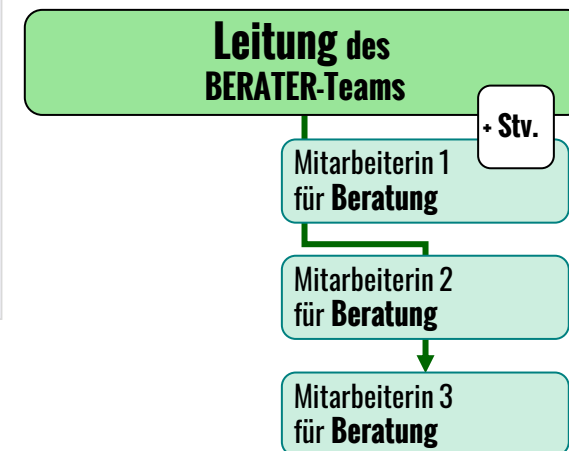 Leitung des
BERATER-Teams
+ Stv.
Mitarbeiterin 1
für Beratung
Mitarbeiterin 2
für Beratung
Mitarbeiterin 3
für Beratung